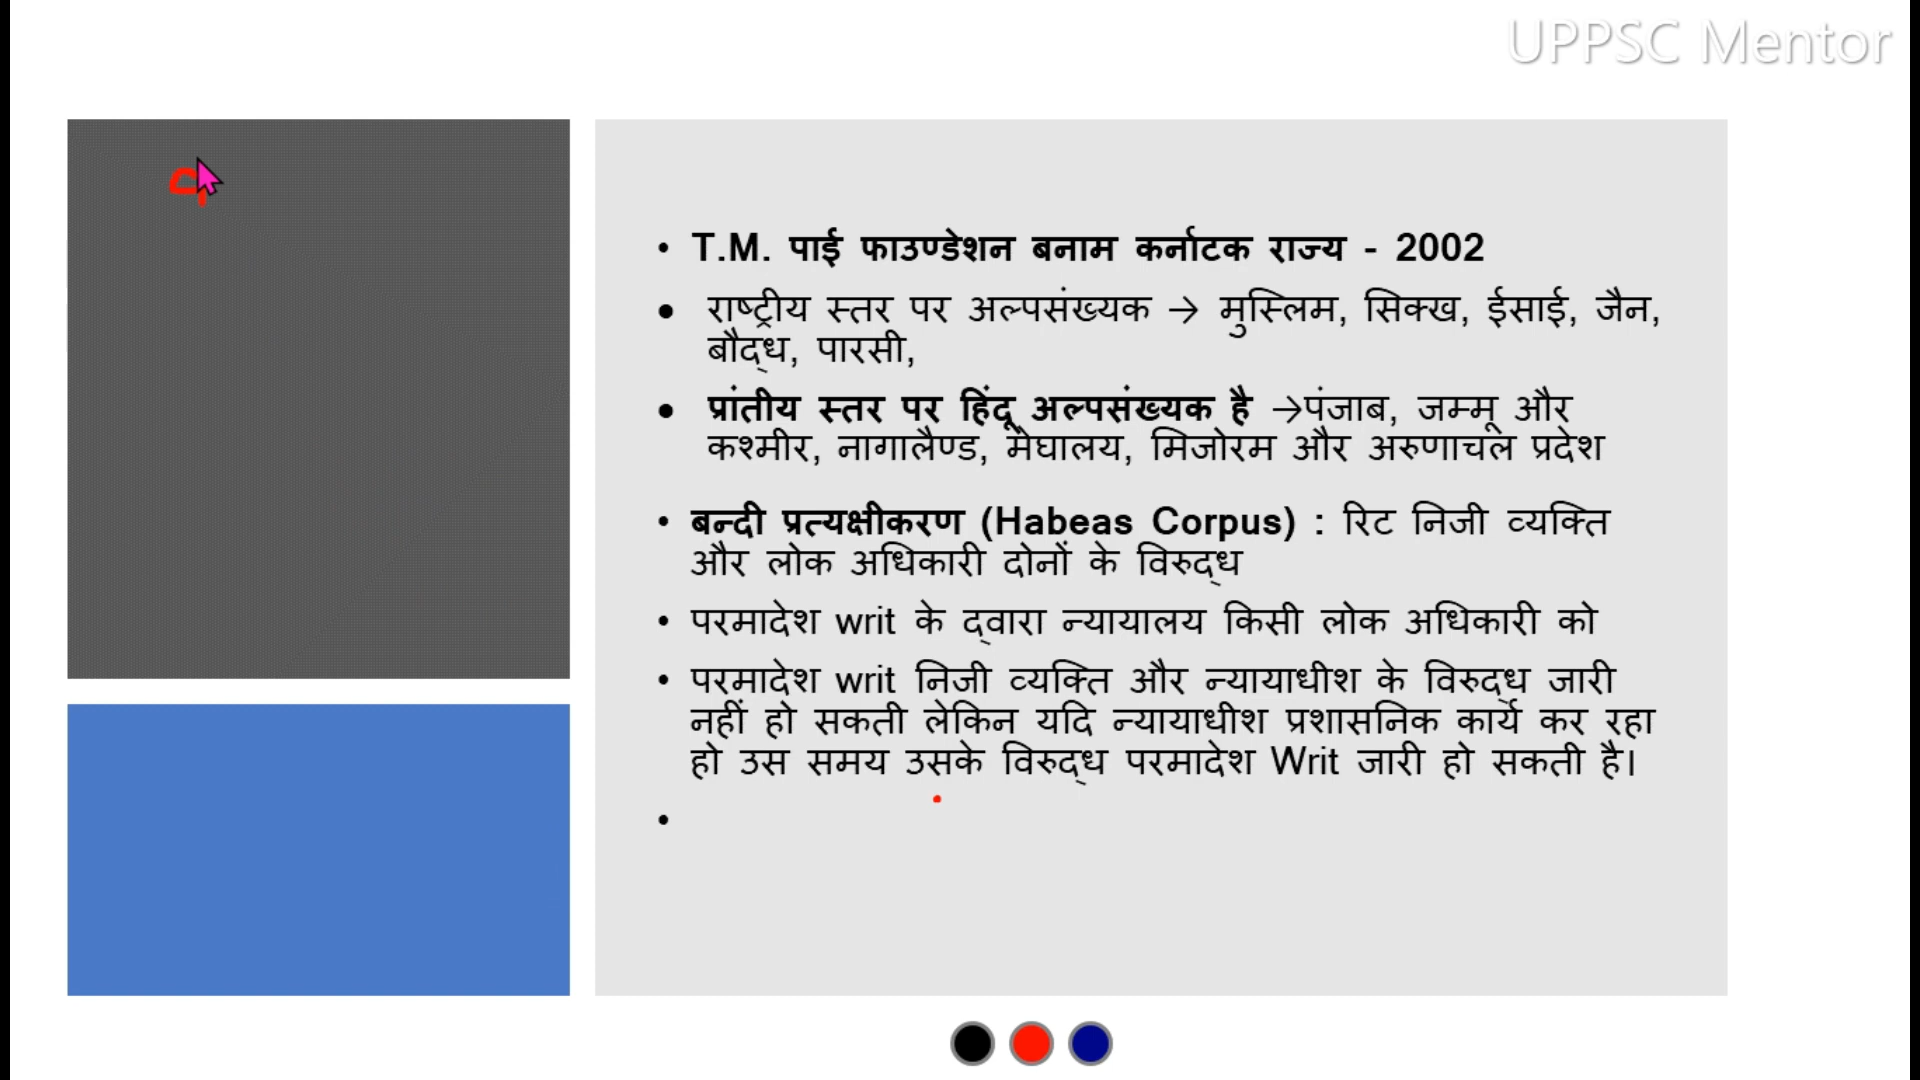 UPPSC Mentor
• T.M. पाई फाउण्डेशन बनाम कर्नाटक राज्य - 2002
● राष्ट्रीय स्तर पर अल्पसंख्यक → मुस्लिम, सिक्ख, ईसाई, जैन,
बौद्ध, पारसी,
● प्रांतीय स्तर पर हिंदू अल्पसंख्यक है →पंजाब, जम्मू और
कश्मीर, नागालैण्ड, मेघालय, मिजोरम और अरुणाचल प्रदेश
• बन्दी प्रत्यक्षीकरण (Habeas Corpus) : रिट निजी व्यक्ति
और लोक अधिकारी दोनों के विरुद्ध
• परमादेश writ के द्वारा न्यायालय किसी लोक अधिकारी को
• परमादेश writ निजी व्यक्ति और न्यायाधीश के विरुद्ध जारी
नहीं हो सकती लेकिन यदि न्यायाधीश प्रशासनिक कार्य कर रहा
हो उस समय उसके विरुद्ध परमादेश Writ जारी हो सकती है।
•